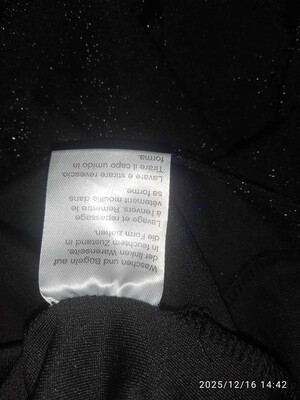 Waschen und Bügeln auf
der linken Warenseite.
In feuchtem Zustand in
die Form ziehen.
Lavage et repassage
à l'envers. Remettre le
vêtement mouillé dans
sa forme.
Lavare e stirare rovescio.
Tirare il capo umido in
forma.
2025/12/16 14:42